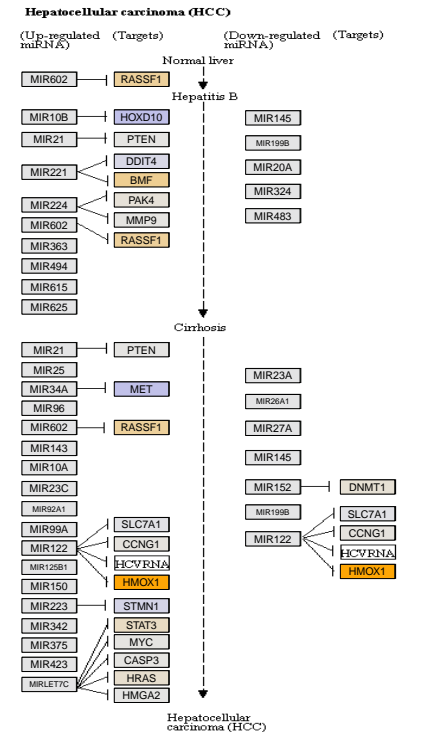 Hepatocellular carcinoma (HCC)
(Up-regulated miRNA) (Targets) (Down-regulated miRNA) (Targets)
Normal liver
MIR602 RASSF1
Hepatitis B
MIR10B HOXD10 MIR145
MIR21 PTEN MIR199B
DDIT4
MIR221 MIR20A
BMF
MIR324
MIR224 PAK4
MIR483
MIR602 MMP9
MIR363 RASSF1
MIR494
MIR615
MIR625
Cirrhosis
MIR21 PTEN
MIR25 MIR23A
MIR34A MET
MIR26A1
MIR96
MIR602 RASSF1 MIR27A
MIR143
MIR145
MIR10A
MIR23C MIR152 DNMT1
MIR92A1 MIR199B SLC7A1
MIR99A SLC7A1
MIR122 CCNG1 MIR122 CCNG1
MIR125B1 HCVRNA HCVRNA
MIR150 HMOX1 HMOX1
MIR223 STMN1
MIR342 STAT3
MIR375 MYC
MIR423 CASP3
MIRLET7C HRAS
HMGA2
Hepatocellular
carcinoma (HCC)